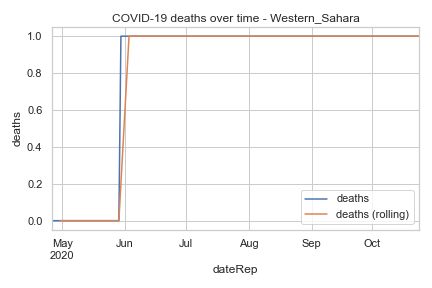 COVID-19 deaths over time - Western_Sahara
1.0
0.8
0.6
0.4
0.2
0.0
deaths
deaths
deaths (rolling)
May
2020
Jun
Jul
Aug
Sep
Oct
dateRep